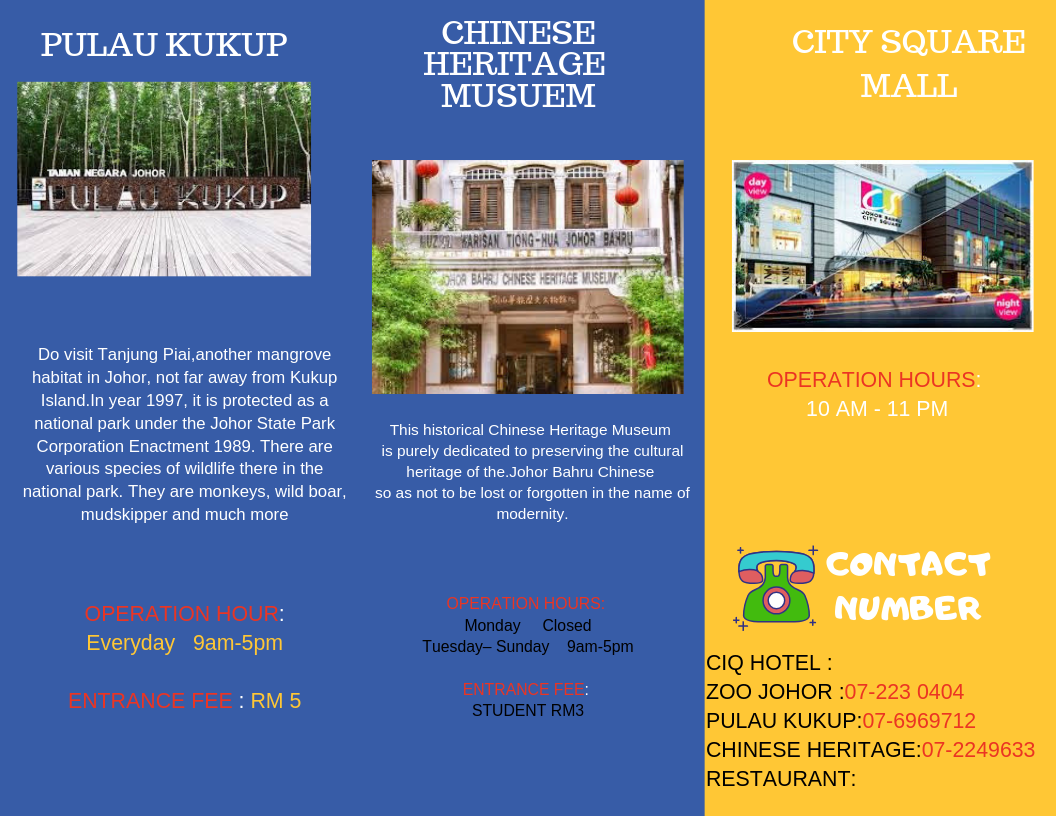 PULAU KUKUP
TAMAN NEGARA JOHOR
PULAU KUKUP
Do visit Tanjung Piai,another mangrove
habitat in Johor, not far away from Kukup
Island.In year 1997, it is protected as a
national park under the Johor State Park
Corporation Enactment 1989. There are
various species of wildlife there in the
national park. They are monkeys, wild boar,
mudskipper and much more
OPERATION HOUR:
Everyday 9am-5pm
ENTRANCE FEE : RM 5
CHINESE
HERITAGE
MUSUEM
WARISAN TIONG-HUA JOHOR BAHRU
JOHOR BAHRU CHINESE HERITAGE MUSEUM
This historical Chinese Heritage Museum
is purely dedicated to preserving the cultural
heritage of the.Johor Bahru Chinese
so as not to be lost or forgotten in the name of
modernity.
OPERATION HOURS:
Monday Closed
Tuesday– Sunday 9am-5pm
ENTRANCE FEE:
STUDENT RM3
CITY SQUARE
MALL
day
view
JOHOR BAHRU
CITY SQUARE
night
view
OPERATION HOURS:
10 AM - 11 PM
CONTACT
NUMBER
CIQ HOTEL :
ZOO JOHOR :07-223 0404
PULAU KUKUP:07-6969712
CHINESE HERITAGE:07-2249633
RESTAURANT: